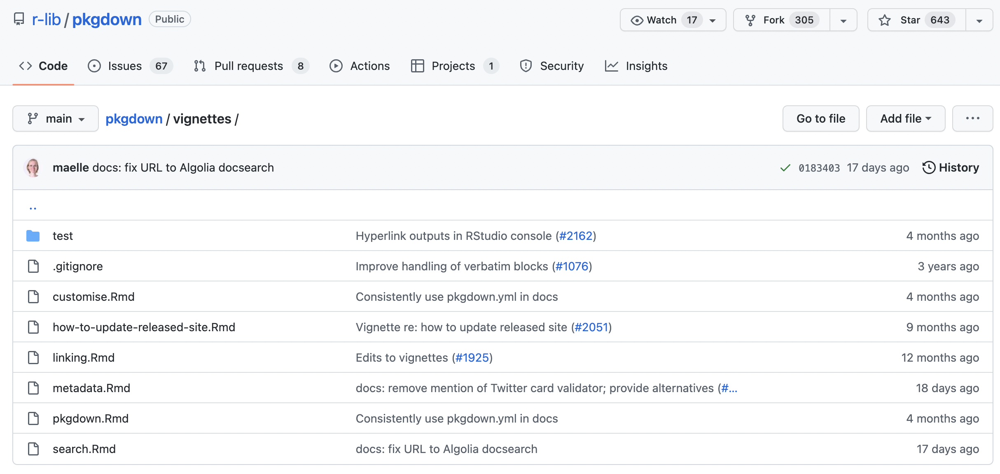 r-lib / pkgdown Public Watch 17 Fork 305 Star 643
Code Issues 67 Pull requests 8 Actions Projects 1 Security Insights
main pkgdown / vignettes / Go to file Add file ...
maelle docs: fix URL to Algolia docsearch 0183403 17 days ago History
..
test Hyperlink outputs in RStudio console (#2162) 4 months ago
.gitignore Improve handling of verbatim blocks (#1076) 3 years ago
customise.Rmd Consistently use pkgdown.yml in docs 4 months ago
how-to-update-released-site.Rmd Vignette re: how to update released site (#2051) 9 months ago
linking.Rmd Edits to vignettes (#1925) 12 months ago
metadata.Rmd docs: remove mention of Twitter card validator; provide alternatives (#... 18 days ago
pkgdown.Rmd Consistently use pkgdown.yml in docs 4 months ago
search.Rmd docs: fix URL to Algolia docsearch 17 days ago